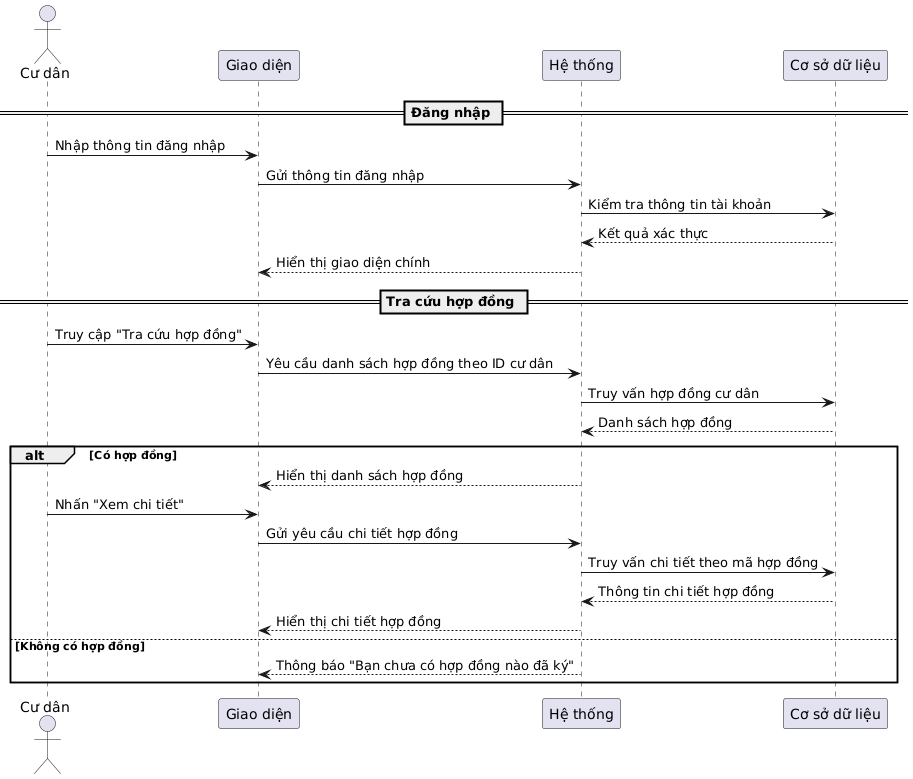 Cư dân
Giao diện
Hệ thống
Cơ sở dữ liệu
Đăng nhập
Nhập thông tin đăng nhập
Gửi thông tin đăng nhập
Kiểm tra thông tin tài khoản
Kết quả xác thực
Hiển thị giao diện chính
Tra cứu hợp đồng
Truy cập "Tra cứu hợp đồng"
Yêu cầu danh sách hợp đồng theo ID cư dân
Truy vấn hợp đồng cư dân
Danh sách hợp đồng
alt [Có hợp đồng]
Hiển thị danh sách hợp đồng
Nhấn "Xem chi tiết"
Gửi yêu cầu chi tiết hợp đồng
Truy vấn chi tiết theo mã hợp đồng
Thông tin chi tiết hợp đồng
Hiển thị chi tiết hợp đồng
[Không có hợp đồng]
Thông báo "Bạn chưa có hợp đồng nào đã ký"
Cư dân
Giao diện
Hệ thống
Cơ sở dữ liệu